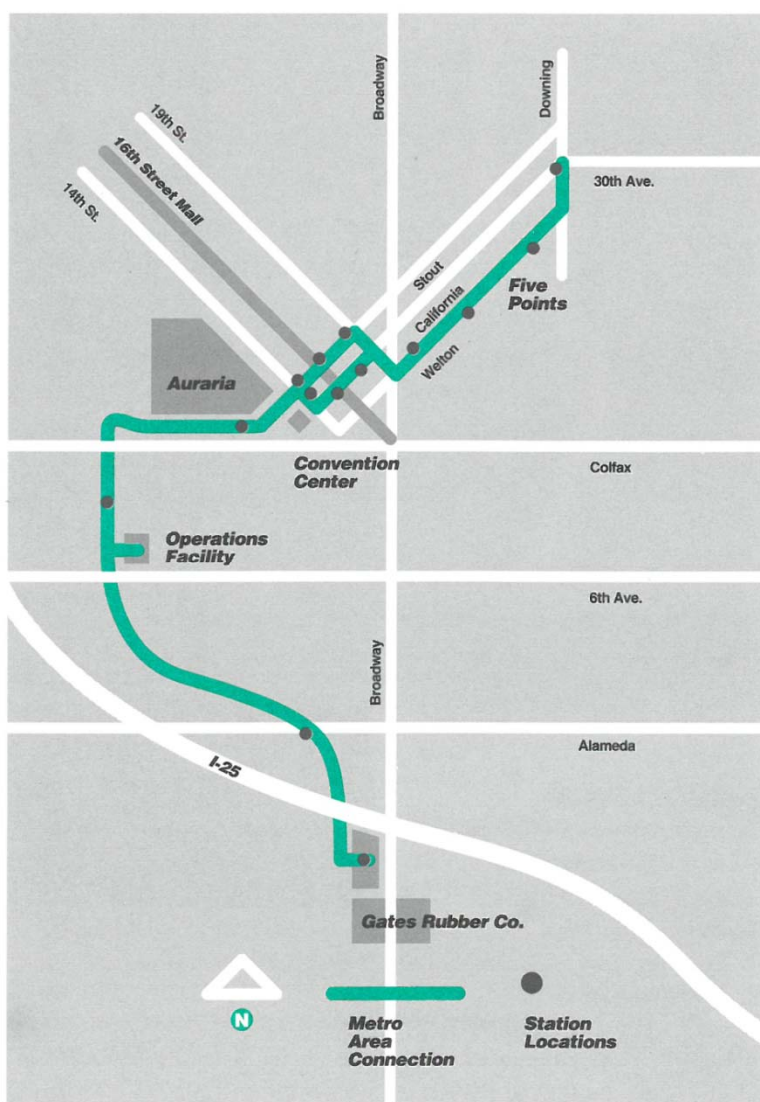 Broadway
Downing
19th St.
16th Street Mall
14th St.
30th Ave.
Stout
California
Welton
Five
Points
Auraria
Convention
Center
Colfax
Operations
Facility
6th Ave.
Broadway
Alameda
I-25
Gates Rubber Co.
N
Metro
Area
Connection
Station
Locations